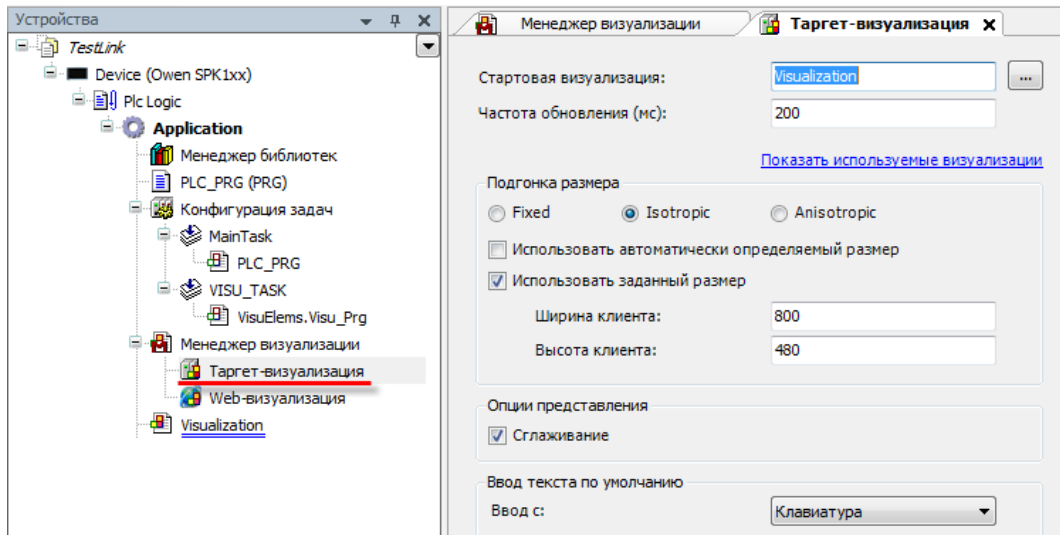 Устройства
TestLink
Device (Owen SPK1xx)
Plc Logic
Application
Менеджер библиотек
PLC_PRG (PRG)
Конфигурация задач
MainTask
PLC_PRG
VISU_TASK
VisuElems.Visu_Prg
Менеджер визуализации
Таргет-визуализация
Web-визуализация
Visualization
Менеджер визуализации
Таргет-визуализация
Стартовая визуализация: Visualization ...
Частота обновления (мс): 200
Показать используемые визуализации
Подгонка размера
Fixed Isotropic Anisotropic
Использовать автоматически определяемый размер
Использовать заданный размер
Ширина клиента: 800
Высота клиента: 480
Опции представления
Сглаживание
Ввод текста по умолчанию
Ввод с: Клавиатура